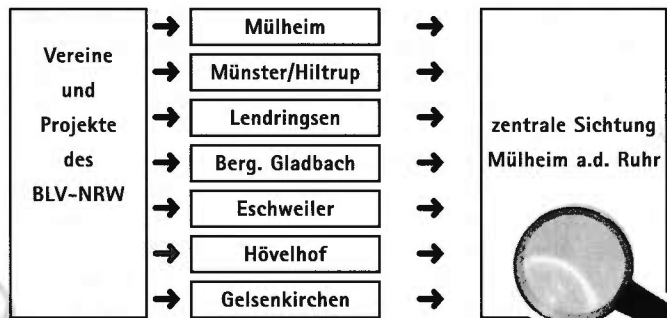 Vereine
und
Projekte
des
BLV-NRW
Mülheim
Münster/Hiltrup
Lendringsen
Berg. Gladbach
Eschweiler
Hövelhof
Gelsenkirchen
zentrale Sichtung
Mülheim a.d. Ruhr